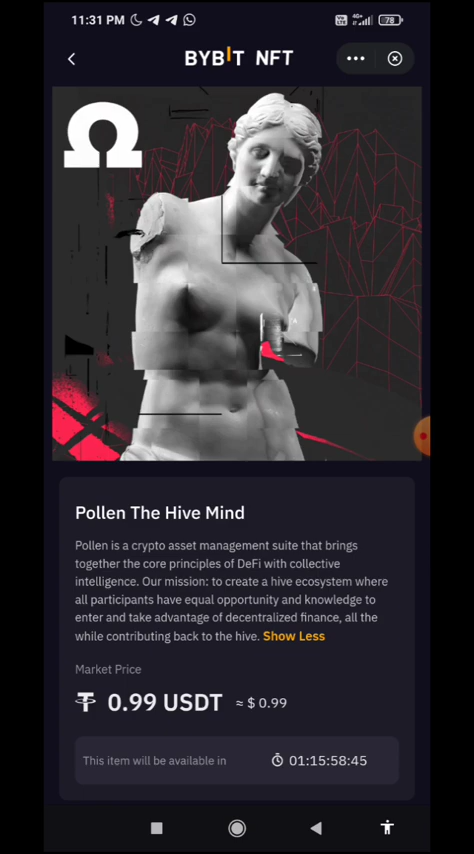 11:31 PM
78
BYBIT NFT
Ω
Pollen The Hive Mind
Pollen is a crypto asset management suite that brings
together the core principles of DeFi with collective
intelligence. Our mission: to create a hive ecosystem where
all participants have equal opportunity and knowledge to
enter and take advantage of decentralized finance, all the
while contributing back to the hive. Show Less
Market Price
0.99 USDT ≈ $ 0.99
This item will be available in 01:15:58:45